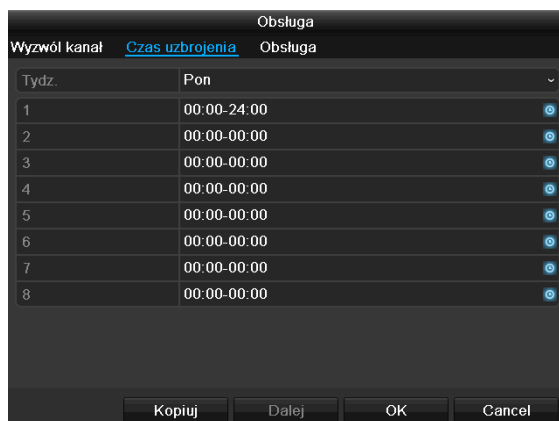 Obsługa
Wyzwól kanał Czas uzbrojenia Obsługa
Tydz. Pon
1 00:00-24:00
2 00:00-00:00
3 00:00-00:00
4 00:00-00:00
5 00:00-00:00
6 00:00-00:00
7 00:00-00:00
8 00:00-00:00
Kopiuj Dalej OK Cancel